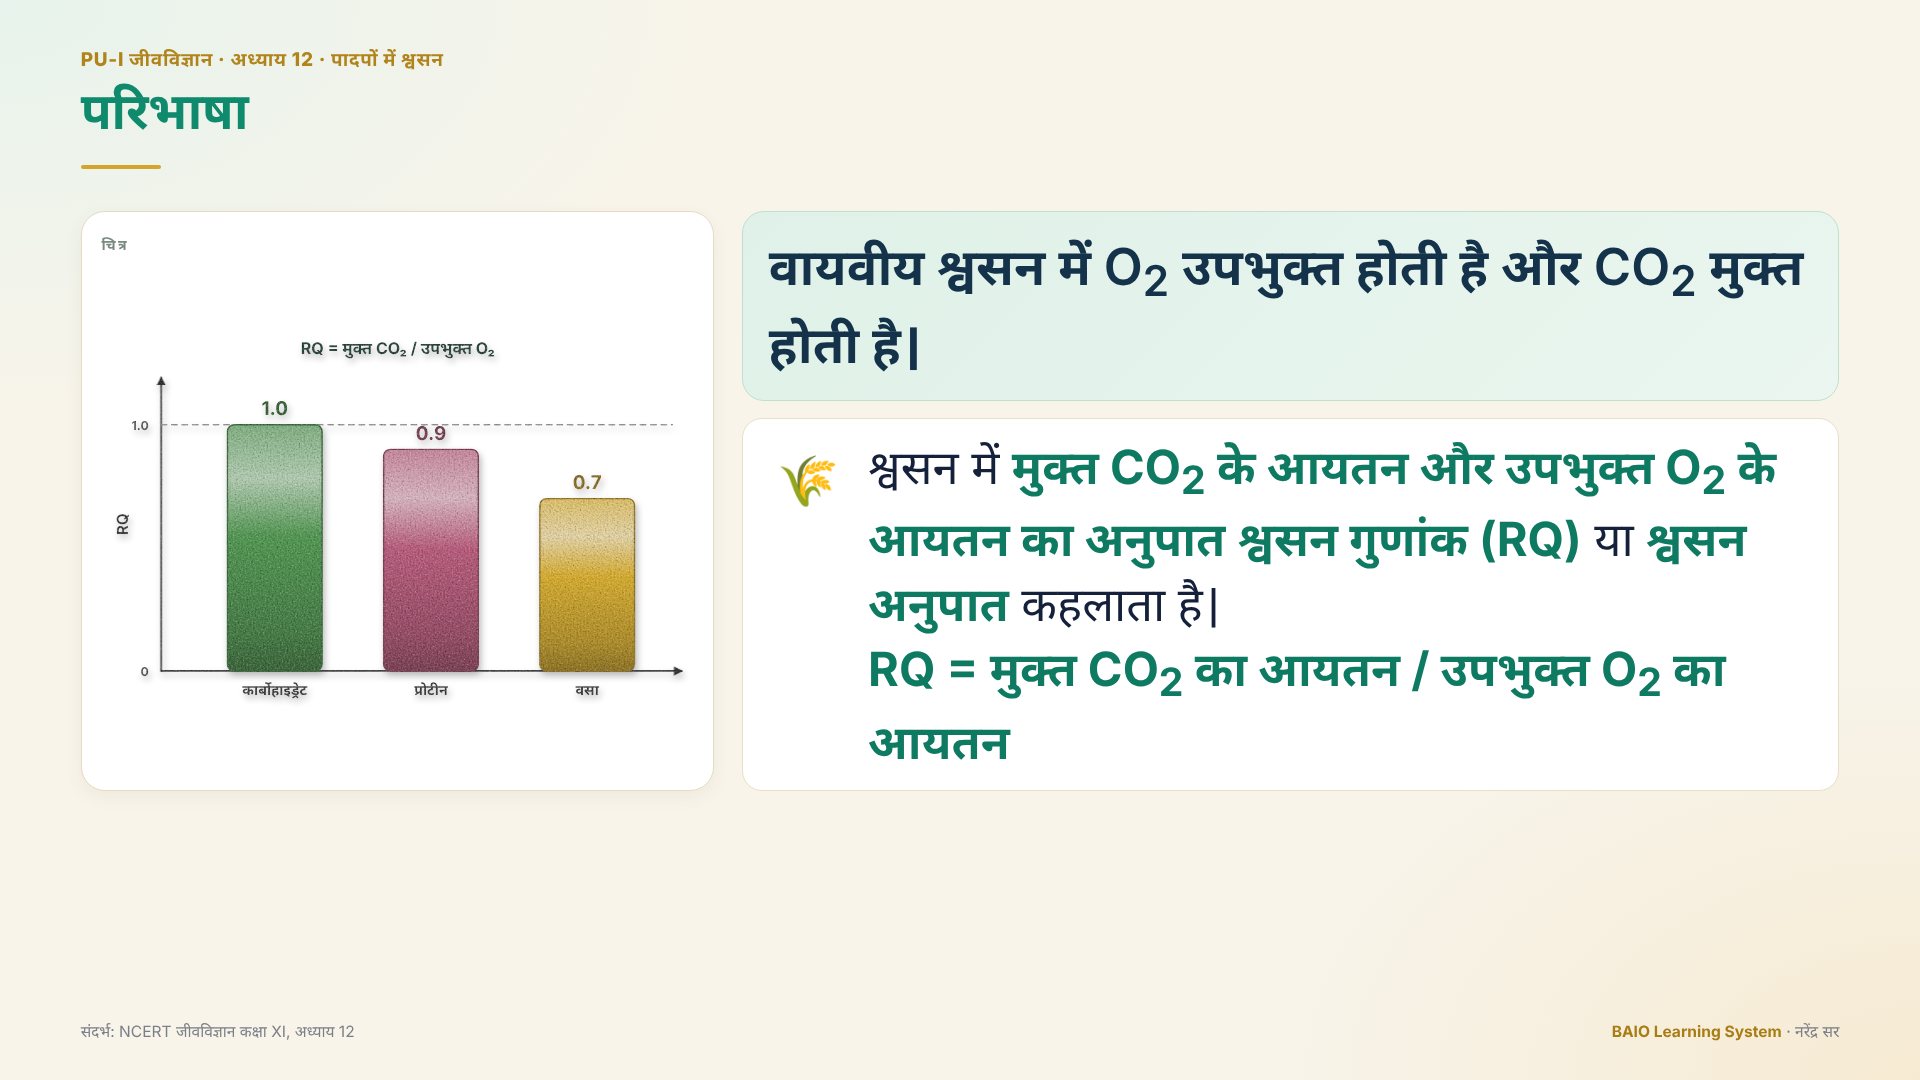 PU-I जीवविज्ञान · अध्याय 12 · पादपों में श्वसन
परिभाषा
चित्र
RQ = मुक्त CO₂ / उपभुक्त O₂
1.0
1.0
0.9
0.7
RQ
0
कार्बोहाइड्रेट
प्रोटीन
वसा
वायवीय श्वसन में O₂ उपभुक्त होती है और CO₂ मुक्त
होती है|
🌾 श्वसन में मुक्त CO₂ के आयतन और उपभुक्त O₂ के
आयतन का अनुपात श्वसन गुणांक (RQ) या श्वसन
अनुपात कहलाता है|
RQ = मुक्त CO₂ का आयतन / उपभुक्त O₂ का
आयतन
संदर्भ: NCERT जीवविज्ञान कक्षा XI, अध्याय 12
BAIO Learning System · नरेंद्र सर